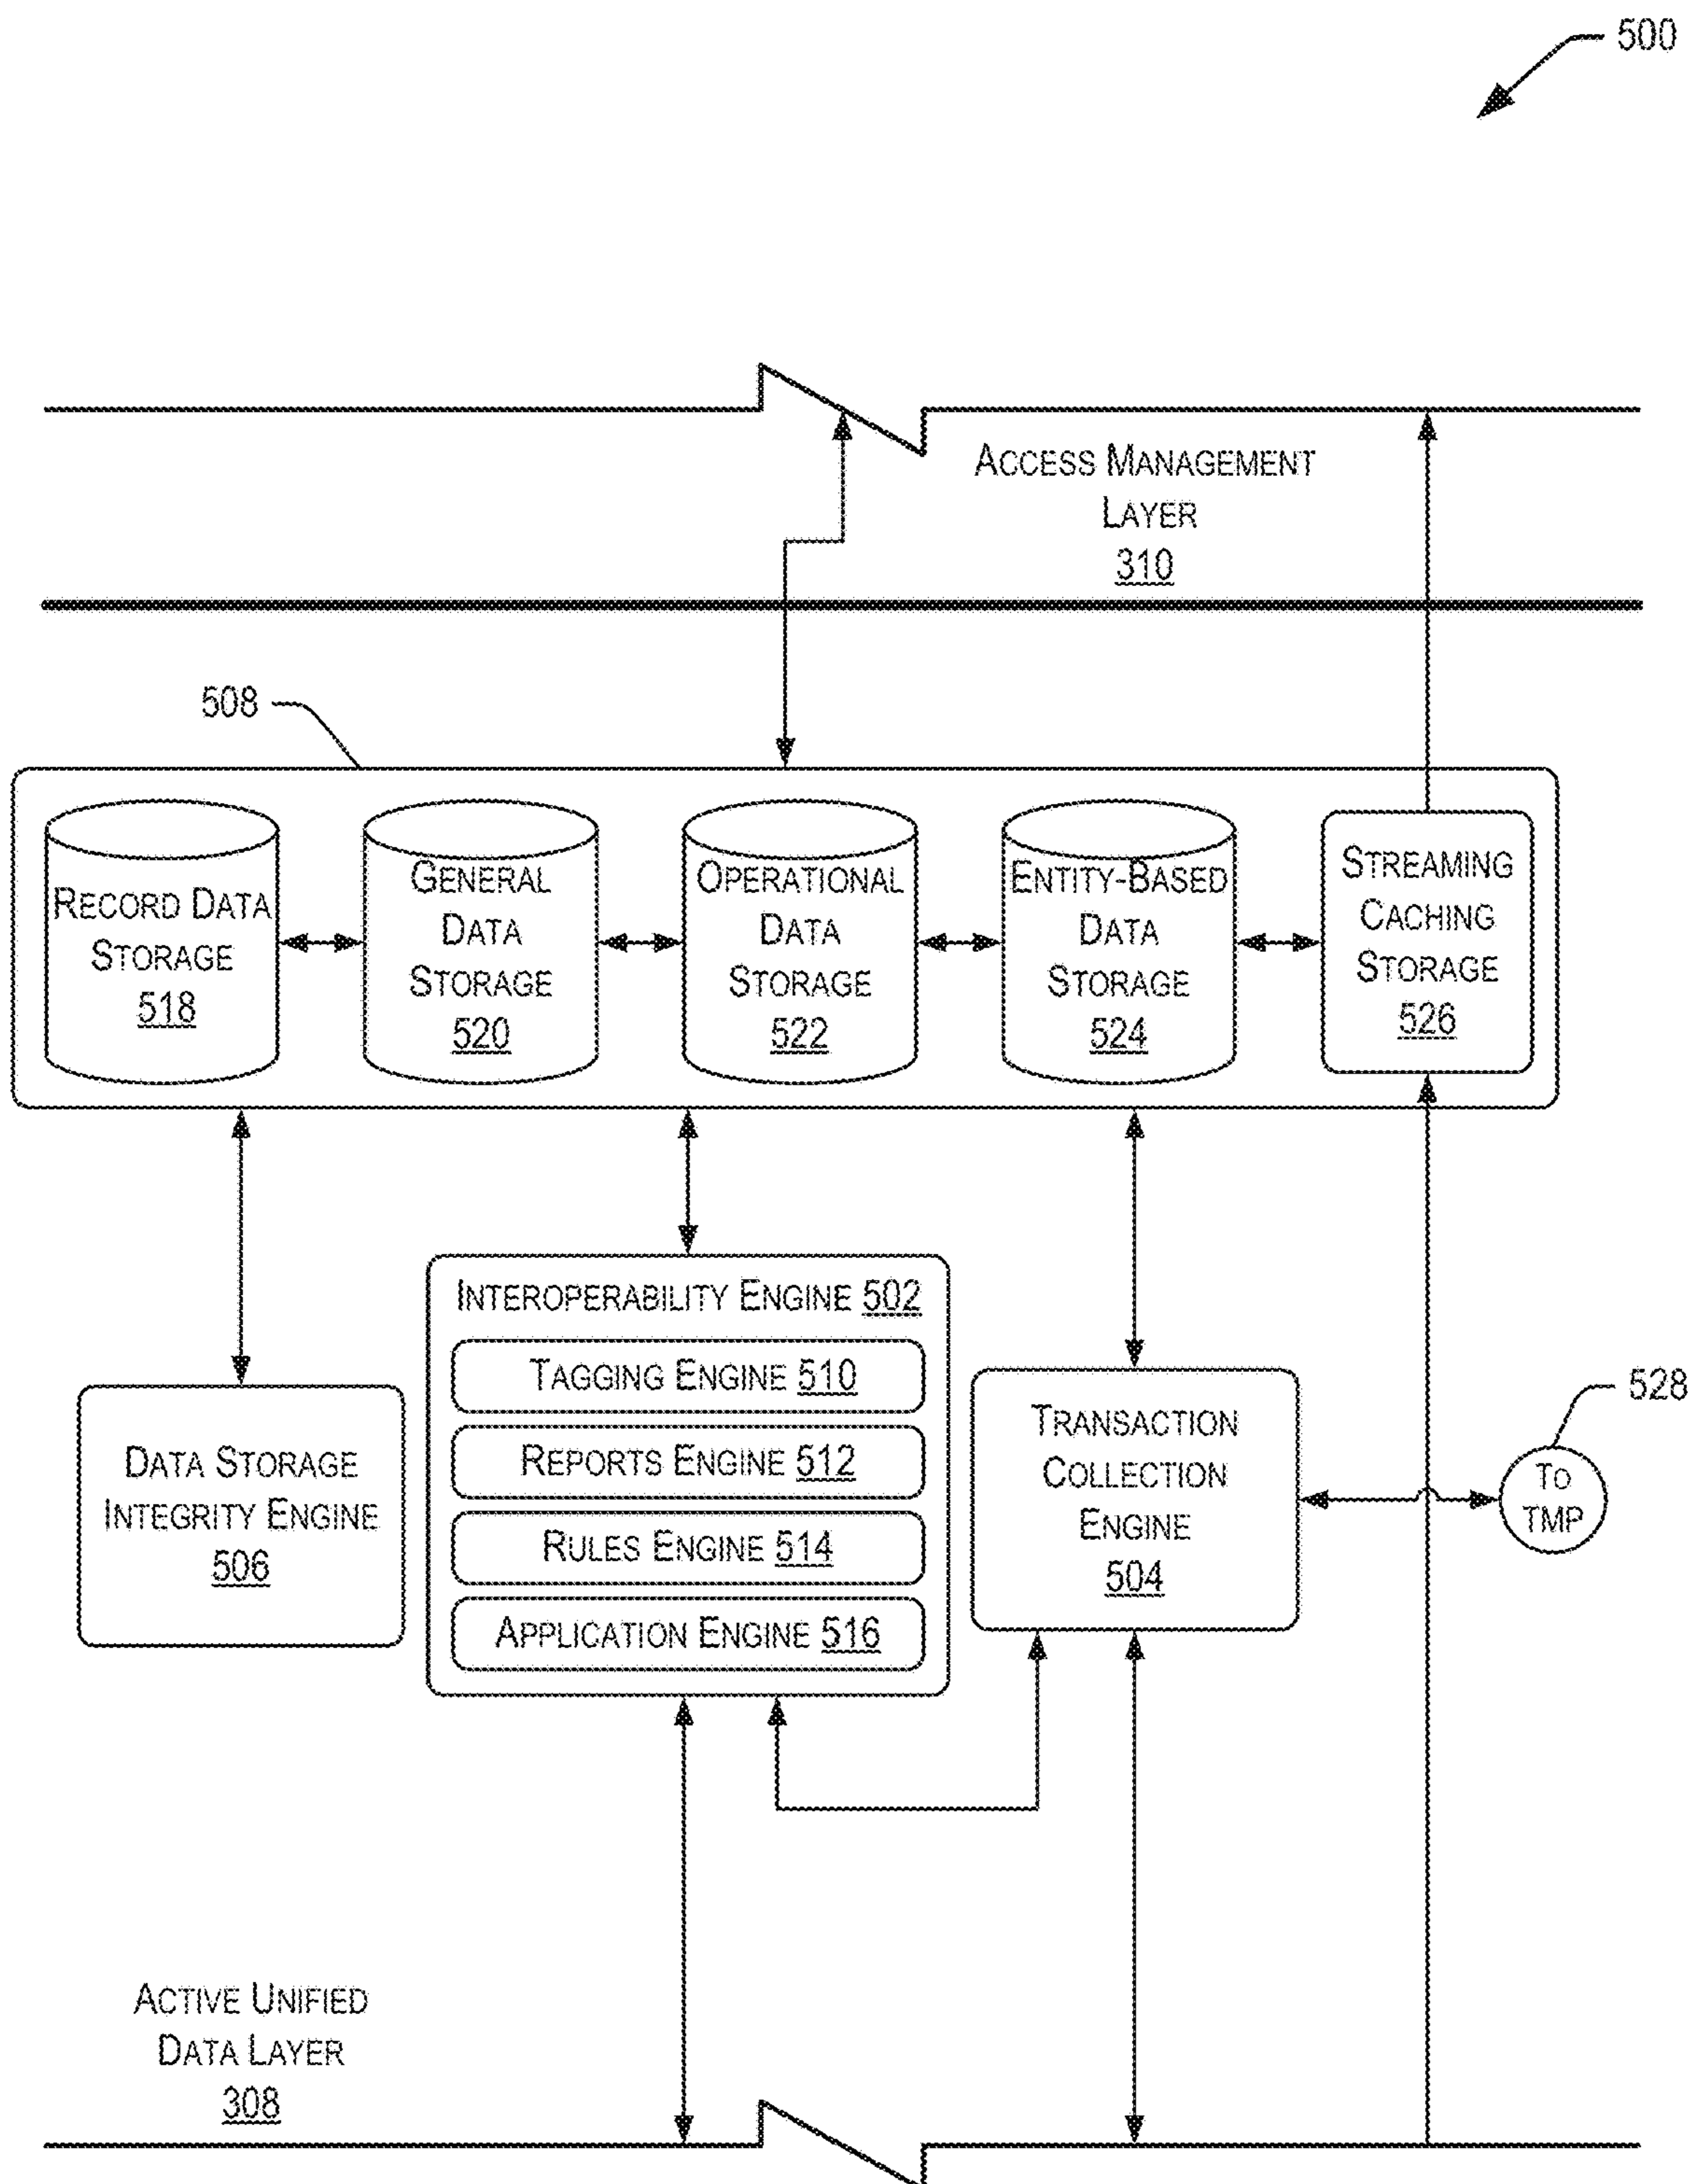 500
ACCESS MANAGEMENT
LAYER
310
508
RECORD DATA
STORAGE
518
GENERAL
DATA
STORAGE
520
OPERATIONAL
DATA
STORAGE
522
ENTITY-BASED
DATA
STORAGE
524
STREAMING
CACHING
STORAGE
526
INTEROPERABILITY ENGINE 502
TAGGING ENGINE 510
REPORTS ENGINE 512
RULES ENGINE 514
APPLICATION ENGINE 516
DATA STORAGE
INTEGRITY ENGINE
506
TRANSACTION
COLLECTION
ENGINE
504
528
TO
TMP
ACTIVE UNIFIED
DATA LAYER
308